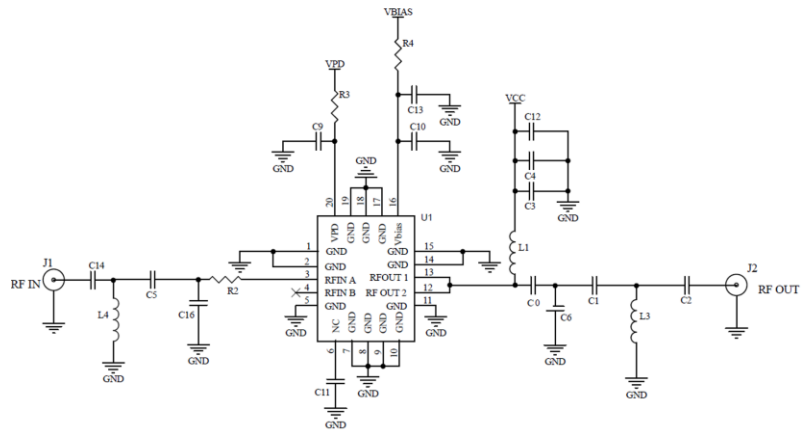 VBIAS
R4
VPD
R3
C13
GND
VCC
C12
C9
C10
GND
GND
GND
C4
C3
GND
20
19
18
17
16
U1
VPD
GND
GND
GND
Vbias
L1
J1
RF IN
C14
C5
R2
1
GND
GND
2
GND
3
RFIN A
4
RFIN B
5
GND
GND
15
GND
GND
14
GND
13
RFOUT 1
12
RF OUT 2
11
GND
GND
J2
RF OUT
C0
C1
C2
L4
C16
C6
L3
GND
GND
GND
GND
GND
GND
NC
GND
GND
GND
GND
6
7
8
9
10
C11
GND
GND